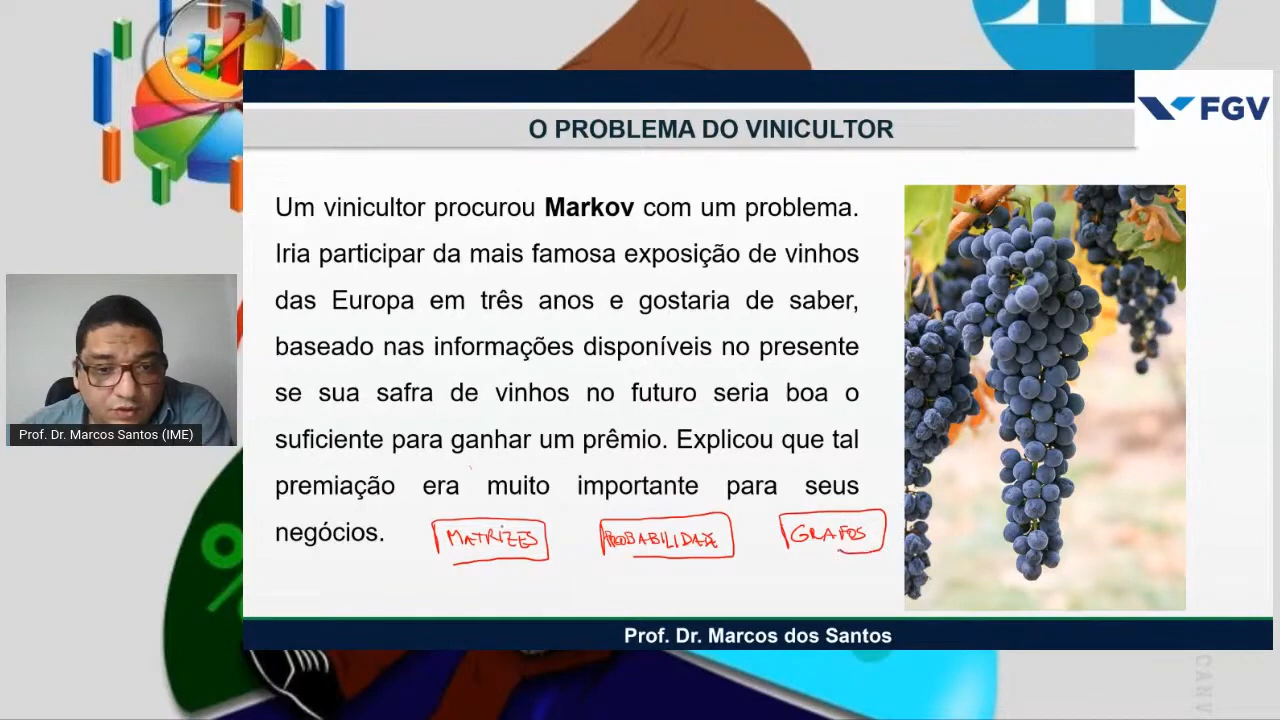 FGV
O PROBLEMA DO VINICULTOR
Um vinicultor procurou Markov com um problema.
Iria participar da mais famosa exposição de vinhos
das Europa em três anos e gostaria de saber,
baseado nas informações disponíveis no presente
se sua safra de vinhos no futuro seria boa o
suficiente para ganhar um prêmio. Explicou que tal
premiação era muito importante para seus
negócios.
MATRIZES PROBABILIDADE GRAFOS
Prof. Dr. Marcos Santos (IME)
%
Prof. Dr. Marcos dos Santos
CANV